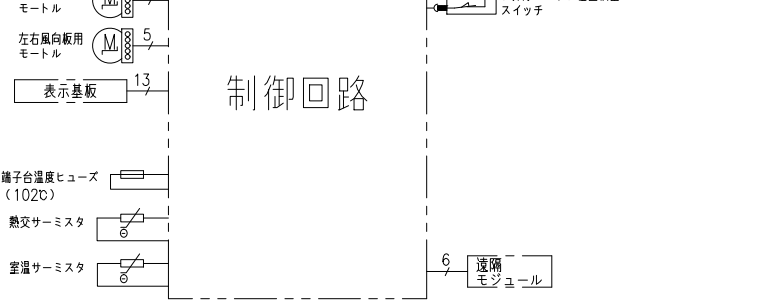 モートル
スイッチ
左右風向板用
モートル
M
5
表示基板
13
制御回路
端子台温度ヒューズ
(102℃)
熱交サーミスタ
θ
室温サーミスタ
θ
6
遠隔
モジュール